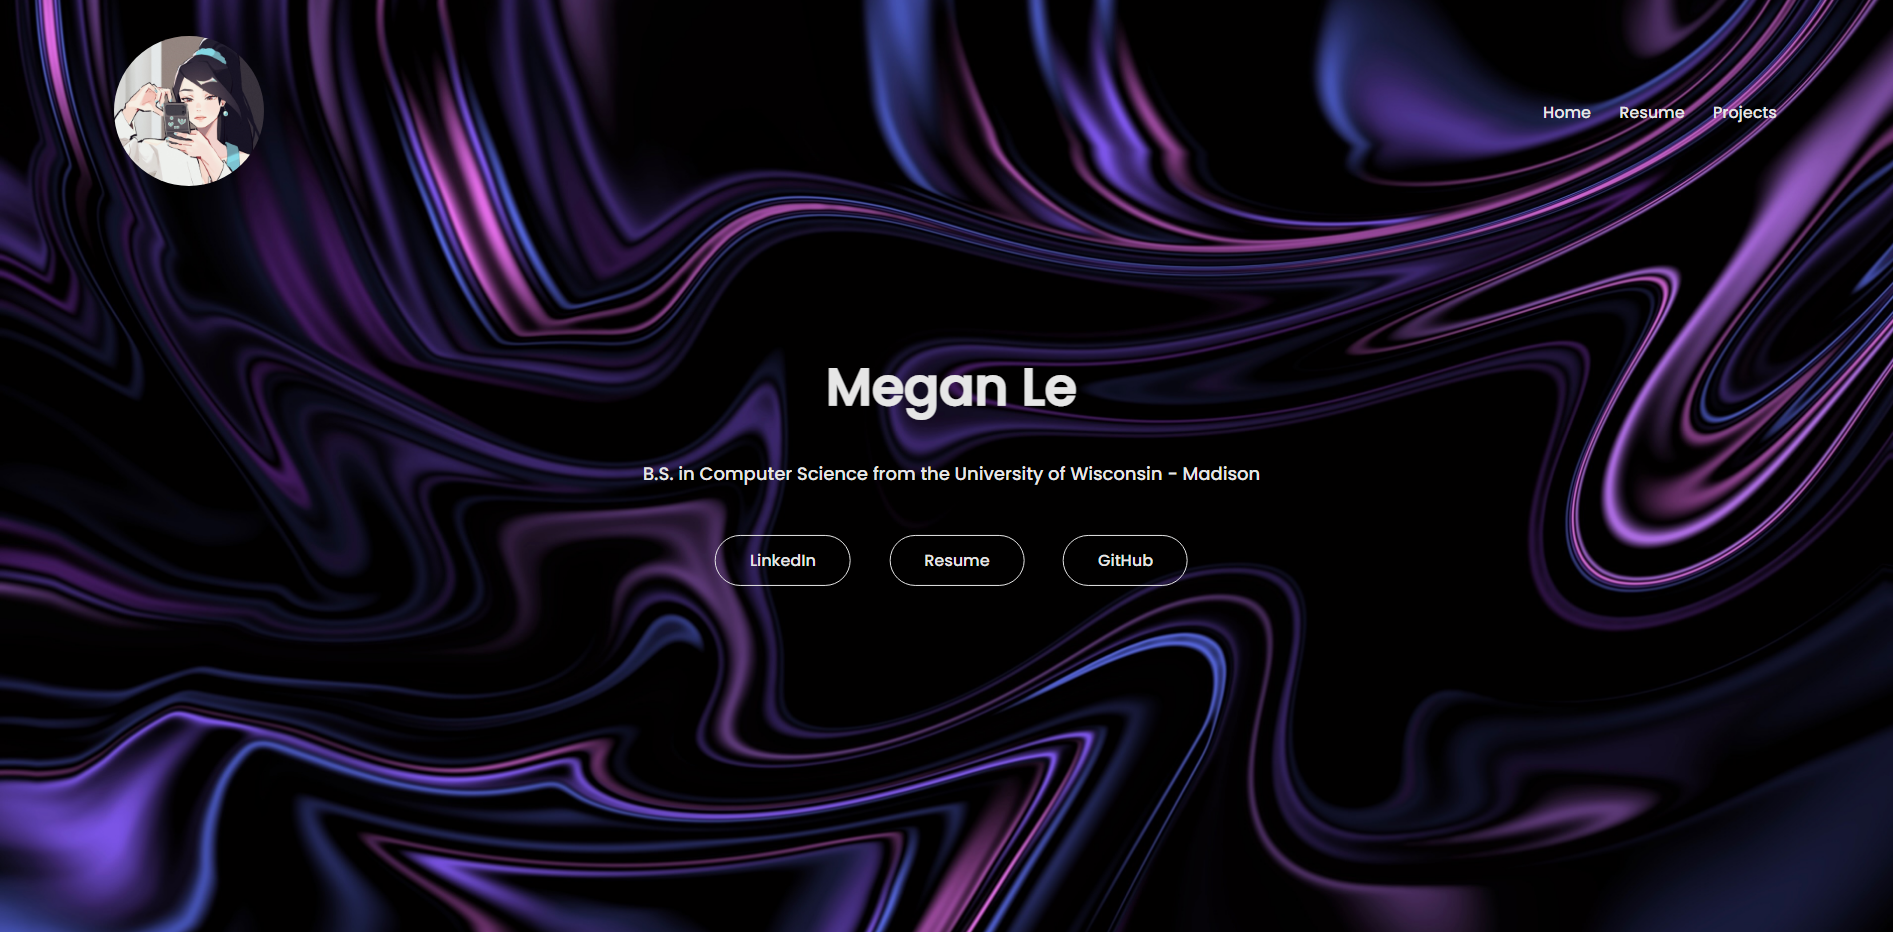 Home Resume Projects
Megan Le
B.S. in Computer Science from the University of Wisconsin - Madison
LinkedIn Resume GitHub